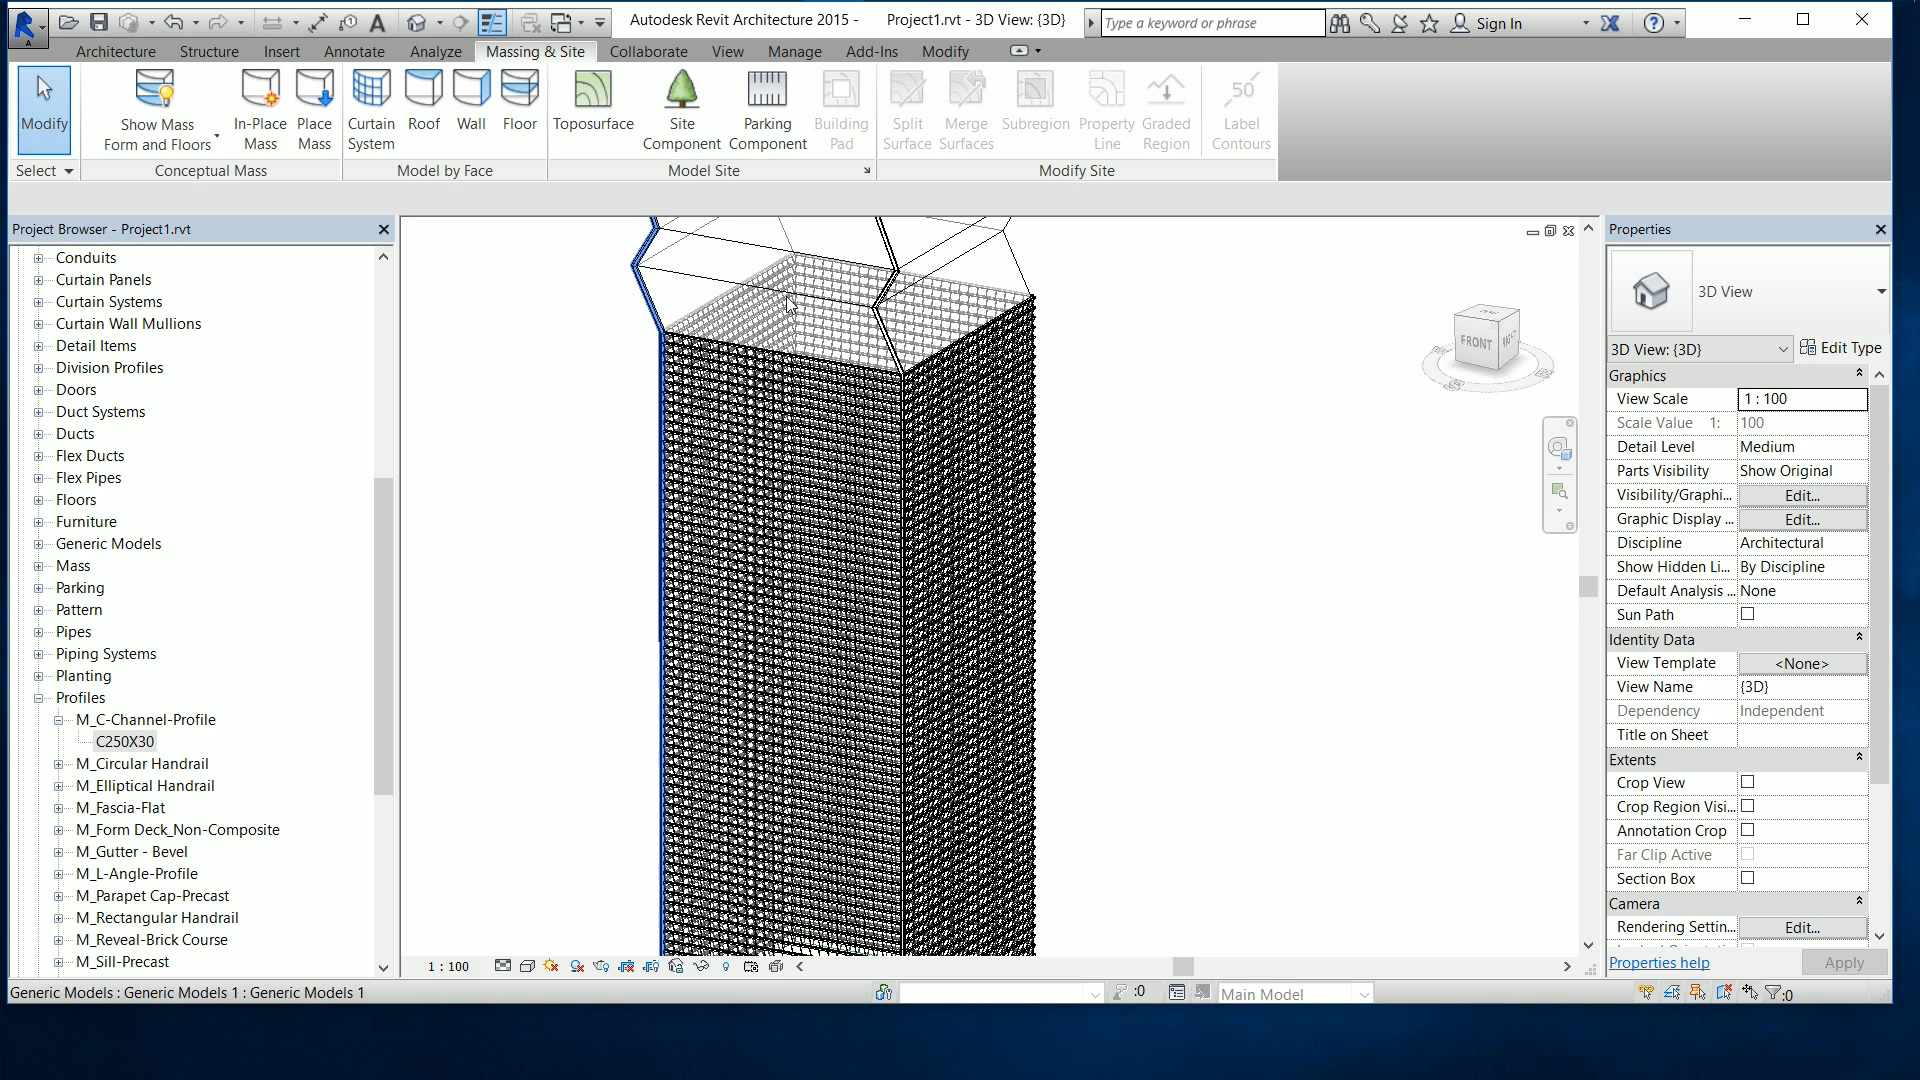 Autodesk Revit Architecture 2015 - Project1.rvt - 3D View: {3D}
Type a keyword or phrase
Sign In
Architecture Structure Insert Annotate Analyze Massing & Site Collaborate View Manage Add-Ins Modify
Modify
Show Mass
Form and Floors
In-Place
Mass
Place
Mass
Curtain
System
Roof
Wall
Floor
Toposurface
Site
Component
Parking
Component
Building
Pad
Split
Surface
Merge
Surfaces
Subregion
Property
Line
Graded
Region
50
Label
Contours
Select
Conceptual Mass
Model by Face
Model Site
Modify Site
Project Browser - Project1.rvt
Conduits
Curtain Panels
Curtain Systems
Curtain Wall Mullions
Detail Items
Division Profiles
Doors
Duct Systems
Ducts
Flex Ducts
Flex Pipes
Floors
Furniture
Generic Models
Mass
Parking
Pattern
Pipes
Piping Systems
Planting
Profiles
M_C-Channel-Profile
C250X30
M_Circular Handrail
M_Elliptical Handrail
M_Fascia-Flat
M_Form Deck_Non-Composite
M_Gutter - Bevel
M_L-Angle-Profile
M_Parapet Cap-Precast
M_Rectangular Handrail
M_Reveal-Brick Course
M_Sill-Precast
FRONT
1 : 100
Properties
3D View
3D View: {3D}
Edit Type
Graphics
View Scale 1 : 100
Scale Value 1: 100
Detail Level Medium
Parts Visibility Show Original
Visibility/Graphi... Edit...
Graphic Display ... Edit...
Discipline Architectural
Show Hidden Li... By Discipline
Default Analysis ... None
Sun Path
Identity Data
View Template <None>
View Name {3D}
Dependency Independent
Title on Sheet
Extents
Crop View
Crop Region Visi...
Annotation Crop
Far Clip Active
Section Box
Camera
Rendering Settin... Edit...
Properties help
Apply
Generic Models : Generic Models 1 : Generic Models 1
:0
Main Model
:0